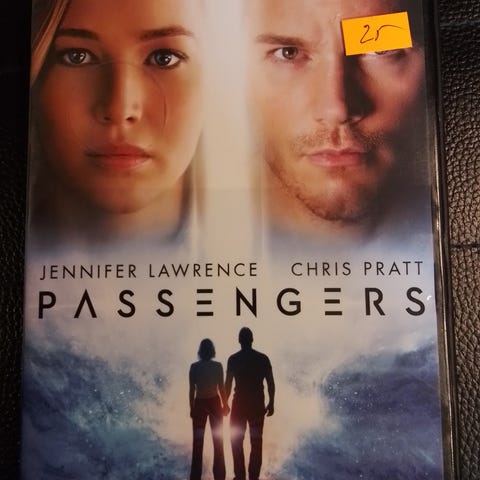 25
JENNIFER LAWRENCE CHRIS PRATT
PASSENGERS